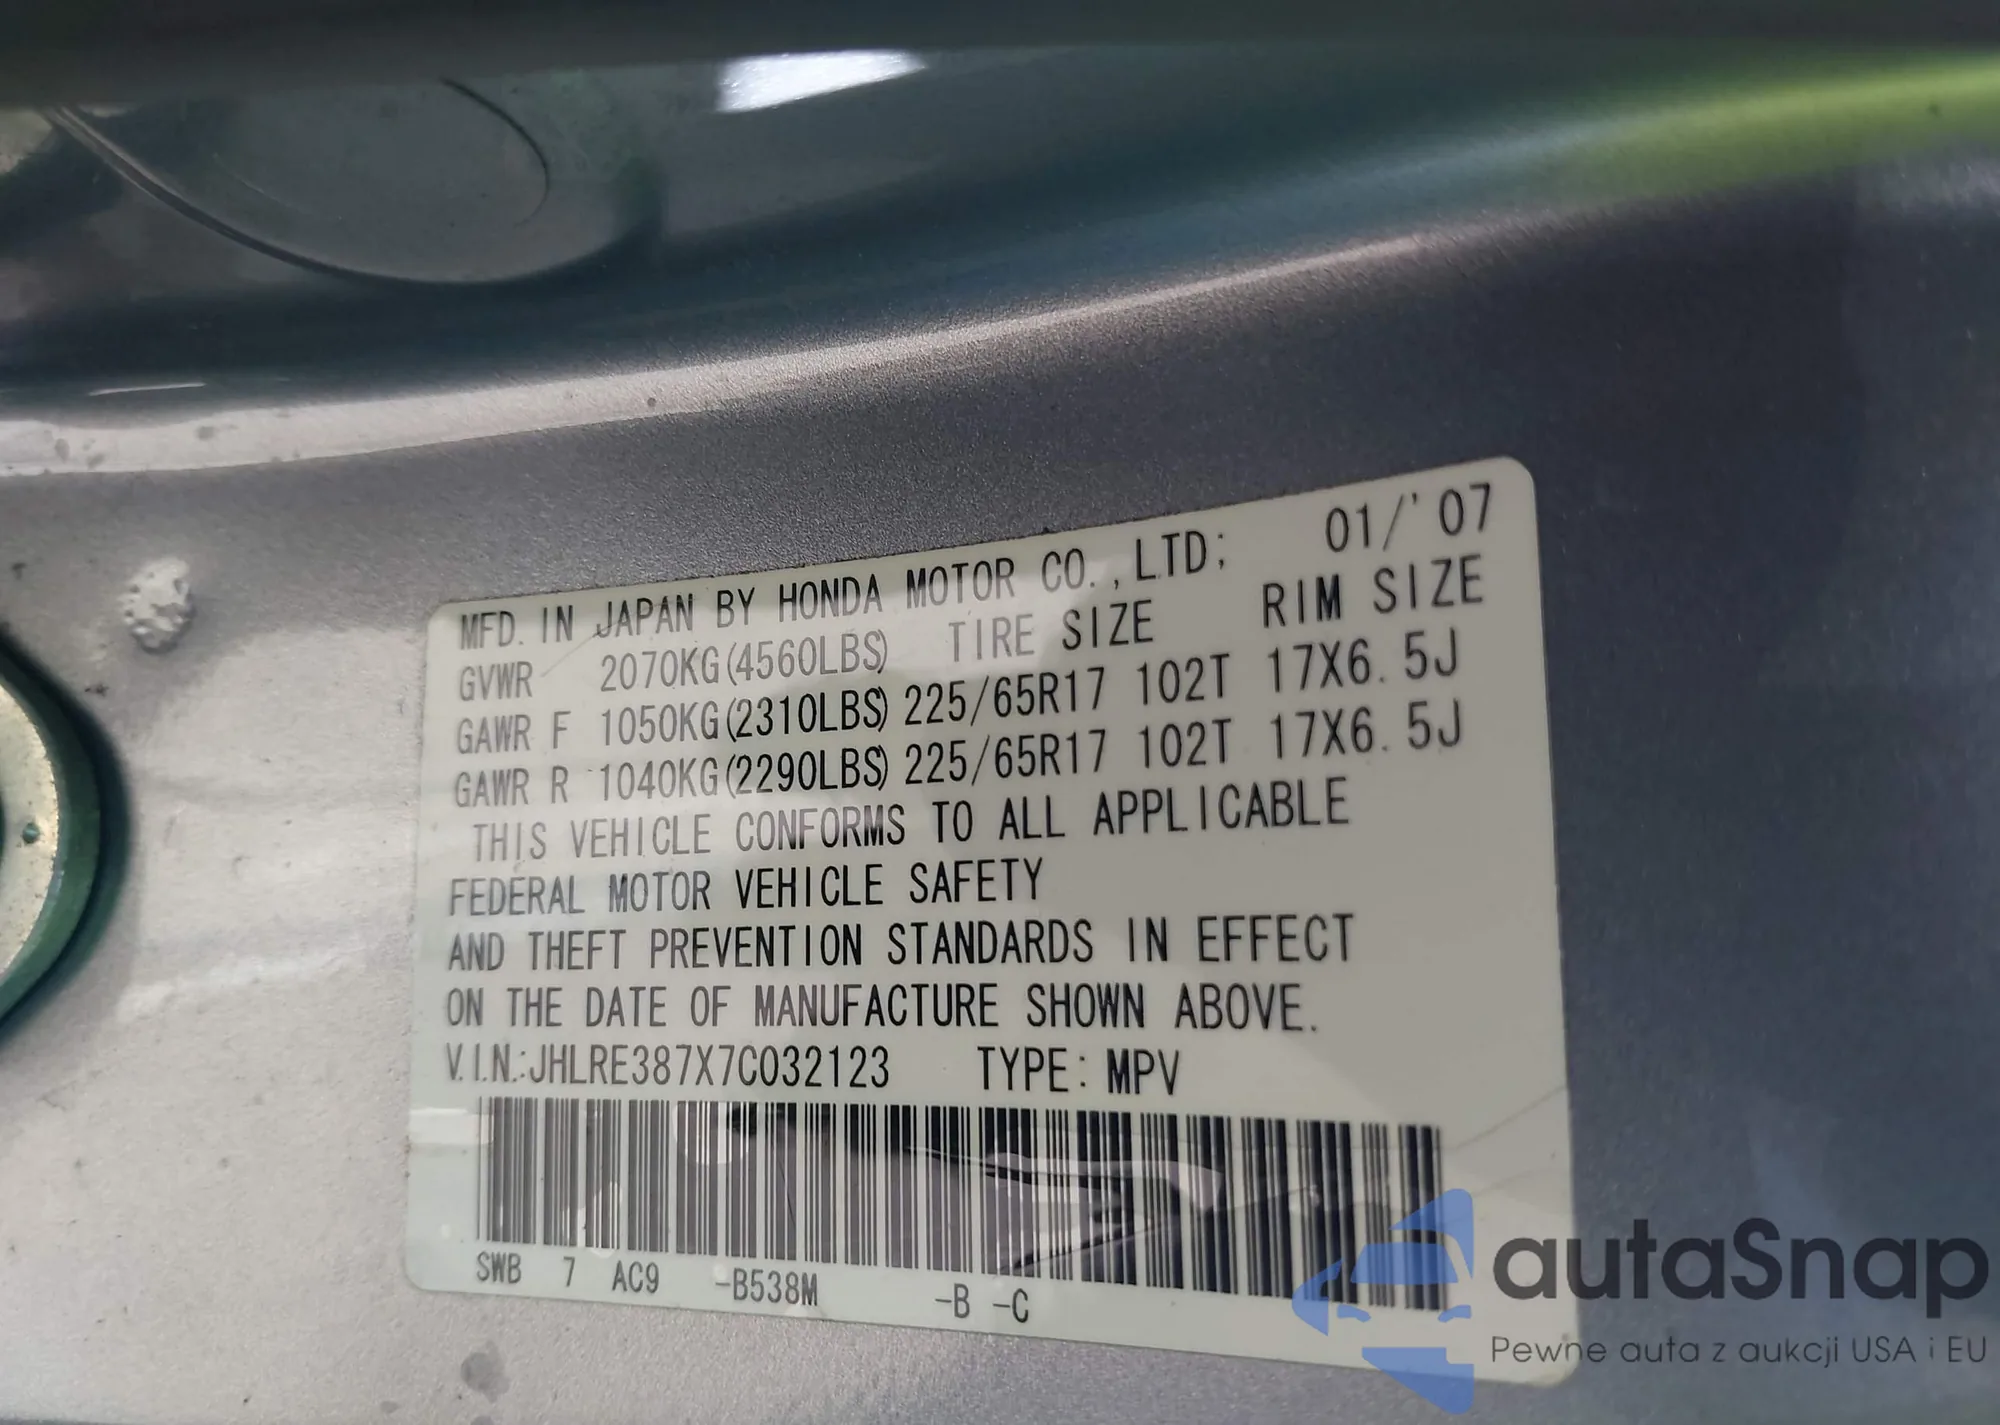 MFD. IN JAPAN BY HONDA MOTOR CO., LTD; 01/'07
GVWR 2070KG(4560LBS) TIRE SIZE RIM SIZE
GAWR F 1050KG(2310LBS) 225/65R17 102T 17X6.5J
GAWR R 1040KG(2290LBS) 225/65R17 102T 17X6.5J
THIS VEHICLE CONFORMS TO ALL APPLICABLE
FEDERAL MOTOR VEHICLE SAFETY
AND THEFT PREVENTION STANDARDS IN EFFECT
ON THE DATE OF MANUFACTURE SHOWN ABOVE.
V.I.N.:JHLRE387X7C032123 TYPE: MPV
SWB 7 AC9 -B538M -B -C
autaSnap
Pewne auta z aukcji USA i EU